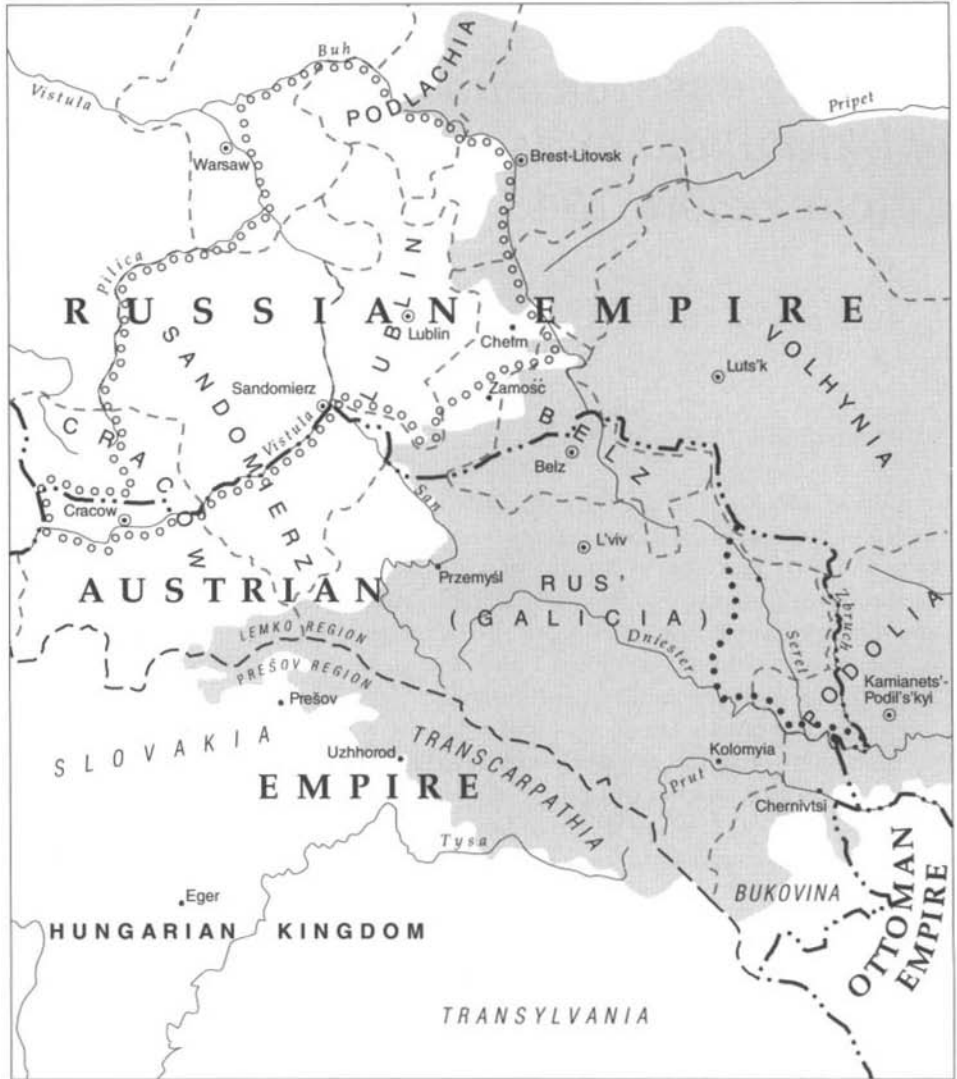 Buh
Vistula
PODLACHIA
Pripet
Warsaw
Brest-Litovsk
Pilica
RUSSIAN EMPIRE
LUBLIN
Lublin
Chełm
VOLHYNIA
Luts'k
SANDOMIERZ
Sandomierz
Zamość
CRACOW
Vistula
BELZ
Belz
San
Cracow
L'viv
AUSTRIAN
Przemyśl
RUS'
(GALICIA)
Zbruch
PODOLIA
LEMKO REGION
Dniester
Seret
PREŠOV REGION
Kamianets'-
Podil's'kyi
Prešov
SLOVAKIA
Uzhhorod
TRANSCARPATHIA
Kolomyia
EMPIRE
Prut
Chernivtsi
Tysa
OTTOMAN
EMPIRE
Eger
BUKOVINA
HUNGARIAN KINGDOM
TRANSYLVANIA